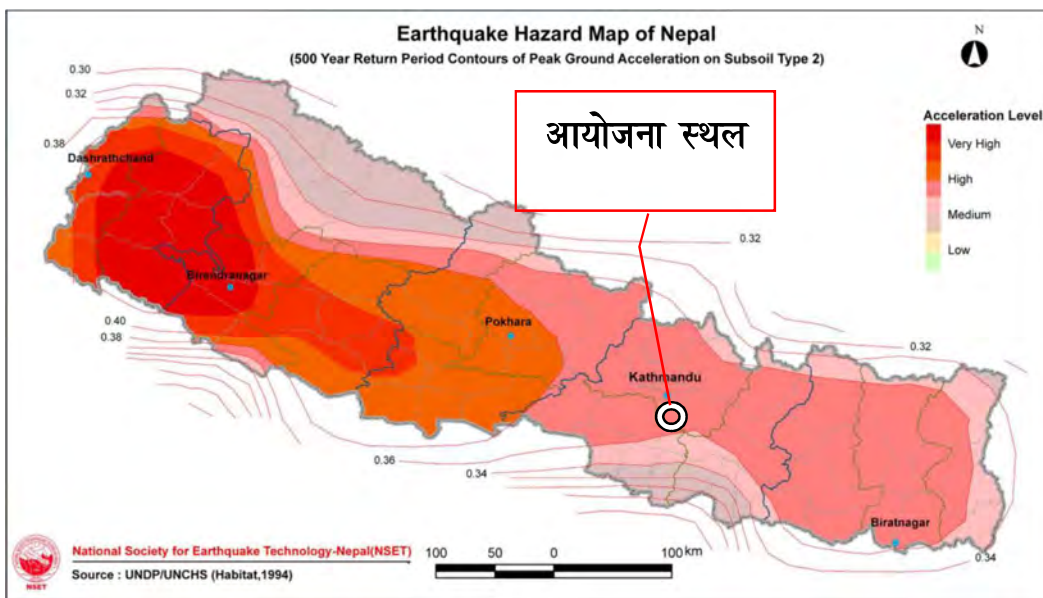 Earthquake Hazard Map of Nepal
(500 Year Return Period Contours of Peak Ground Acceleration on Subsoil Type 2)
N
आयोजना स्थल
Acceleration Level
Very High
High
Medium
Low
0.30
0.32
0.38
Dashrathchand
0.32
Birendranagar
0.40
0.38
Pokhara
0.32
Kathmandu
0.36
0.34
0.34
Biratnagar
0.34
National Society for Earthquake Technology-Nepal(NSET)
Source : UNDP/UNCHS (Habitat,1994)
NSET
100 50 0 100 km